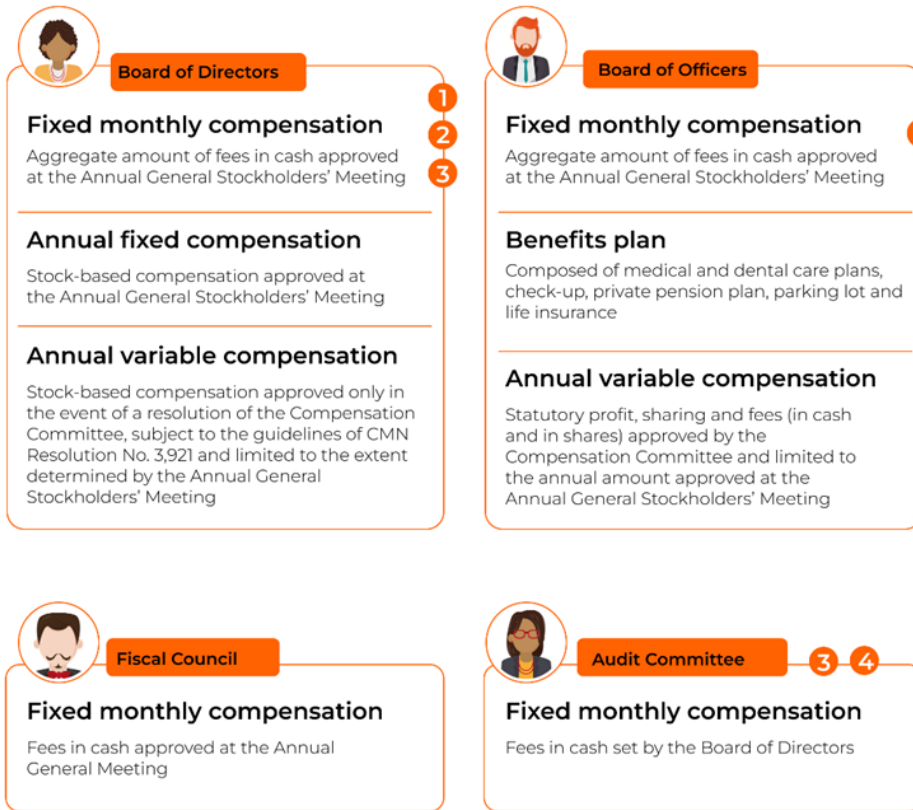 Board of Directors
1
2
3
Fixed monthly compensation
Aggregate amount of fees in cash approved
at the Annual General Stockholders' Meeting
Annual fixed compensation
Stock-based compensation approved at
the Annual General Stockholders' Meeting
Annual variable compensation
Stock-based compensation approved only in
the event of a resolution of the Compensation
Committee, subject to the guidelines of CMN
Resolution No. 3,921 and limited to the extent
determined by the Annual General
Stockholders' Meeting
Board of Officers
Fixed monthly compensation
Aggregate amount of fees in cash approved
at the Annual General Stockholders' Meeting
Benefits plan
Composed of medical and dental care plans,
check-up, private pension plan, parking lot and
life insurance
Annual variable compensation
Statutory profit, sharing and fees (in cash
and in shares) approved by the
Compensation Committee and limited to
the annual amount approved at the
Annual General Stockholders' Meeting
Fiscal Council
Fixed monthly compensation
Fees in cash approved at the Annual
General Meeting
Audit Committee
3 4
Fixed monthly compensation
Fees in cash set by the Board of Directors